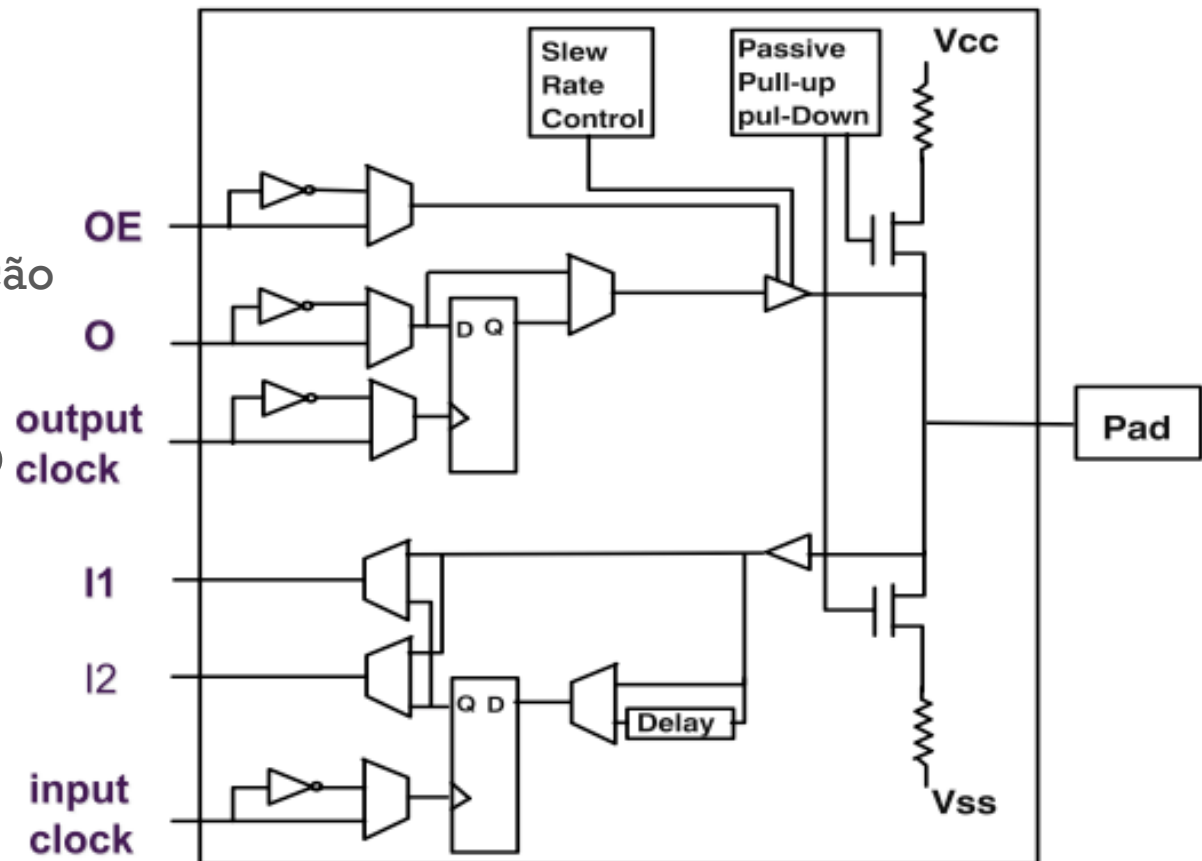 Slew
Rate
Control
Passive
Pull-up
pul-Down
Vcc
OE
ão
O
D Q
output
clock
Pad
I1
I2
Q D
Delay
input
clock
Vss